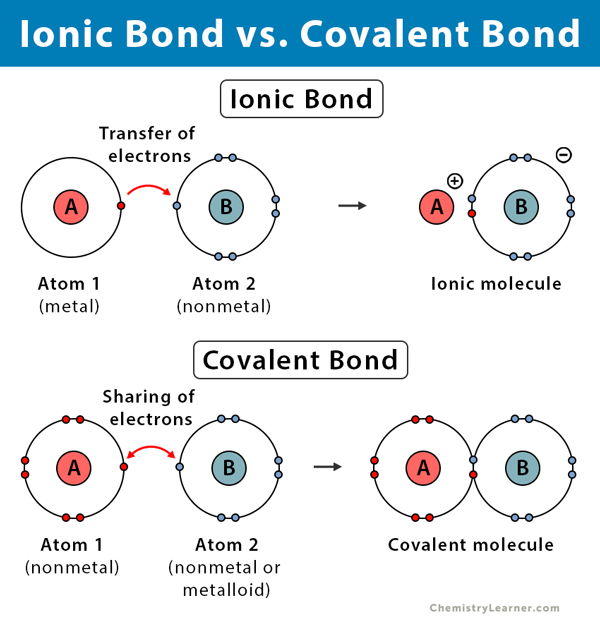 Ionic Bond vs. Covalent Bond
Ionic Bond
Transfer of
electrons
A
B
+
A
−
B
Atom 1
(metal)
Atom 2
(nonmetal)
Ionic molecule
Covalent Bond
Sharing of
electrons
A
B
A
B
Atom 1
(nonmetal)
Atom 2
(nonmetal or
metalloid)
Covalent molecule
ChemistryLearner.com